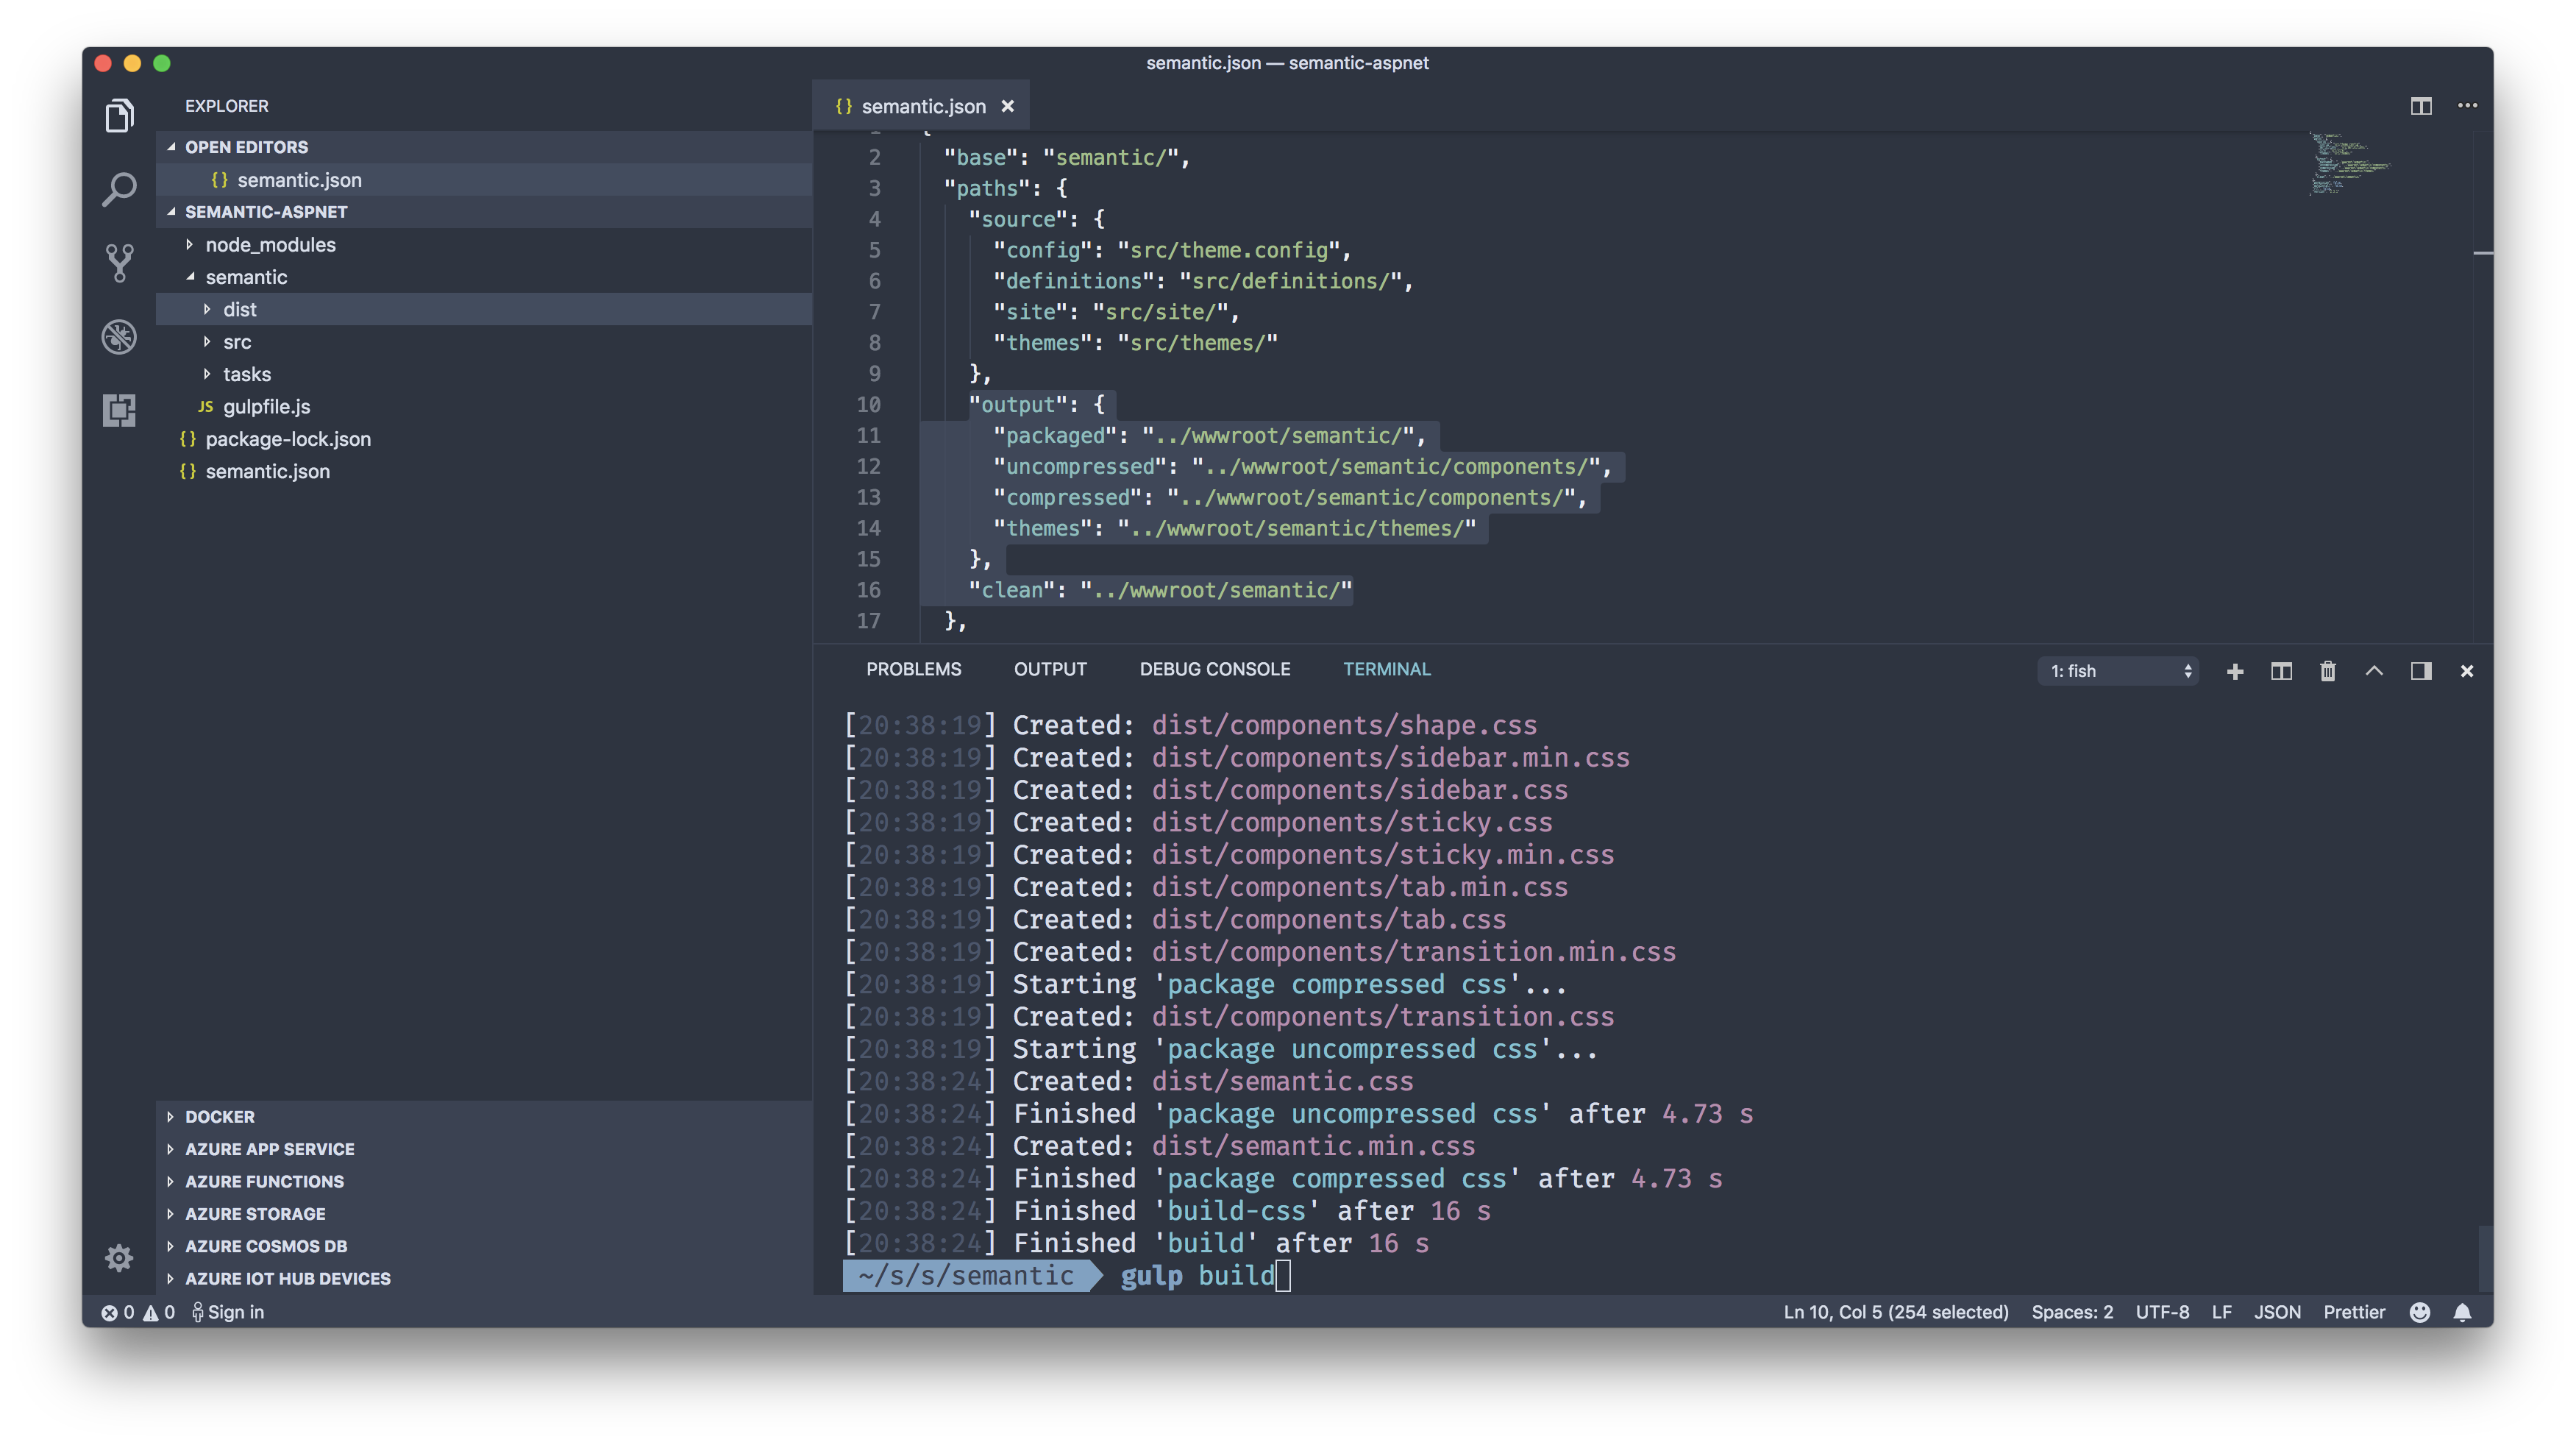 semantic.json — semantic-aspnet
EXPLORER
OPEN EDITORS
{} semantic.json
SEMANTIC-ASPNET
node_modules
semantic
dist
src
tasks
JS gulpfile.js
{} package-lock.json
{} semantic.json
DOCKER
AZURE APP SERVICE
AZURE FUNCTIONS
AZURE STORAGE
AZURE COSMOS DB
AZURE IOT HUB DEVICES
{} semantic.json ×
2 "base": "semantic/",
3 "paths": {
4 "source": {
5 "config": "src/theme.config",
6 "definitions": "src/definitions/",
7 "site": "src/site/",
8 "themes": "src/themes/"
9 },
10 "output": {
11 "packaged": "../wwwroot/semantic/",
12 "uncompressed": "../wwwroot/semantic/components/",
13 "compressed": "../wwwroot/semantic/components/",
14 "themes": "../wwwroot/semantic/themes/"
15 },
16 "clean": "../wwwroot/semantic/"
17 },
PROBLEMS OUTPUT DEBUG CONSOLE TERMINAL 1: fish
[20:38:19] Created: dist/components/shape.css
[20:38:19] Created: dist/components/sidebar.min.css
[20:38:19] Created: dist/components/sidebar.css
[20:38:19] Created: dist/components/sticky.css
[20:38:19] Created: dist/components/sticky.min.css
[20:38:19] Created: dist/components/tab.min.css
[20:38:19] Created: dist/components/tab.css
[20:38:19] Created: dist/components/transition.min.css
[20:38:19] Starting 'package compressed css'...
[20:38:19] Created: dist/components/transition.css
[20:38:19] Starting 'package uncompressed css'...
[20:38:24] Created: dist/semantic.css
[20:38:24] Finished 'package uncompressed css' after 4.73 s
[20:38:24] Created: dist/semantic.min.css
[20:38:24] Finished 'package compressed css' after 4.73 s
[20:38:24] Finished 'build-css' after 16 s
[20:38:24] Finished 'build' after 16 s
~/s/s/semantic gulp build
0 0 Sign in Ln 10, Col 5 (254 selected) Spaces: 2 UTF-8 LF JSON Prettier